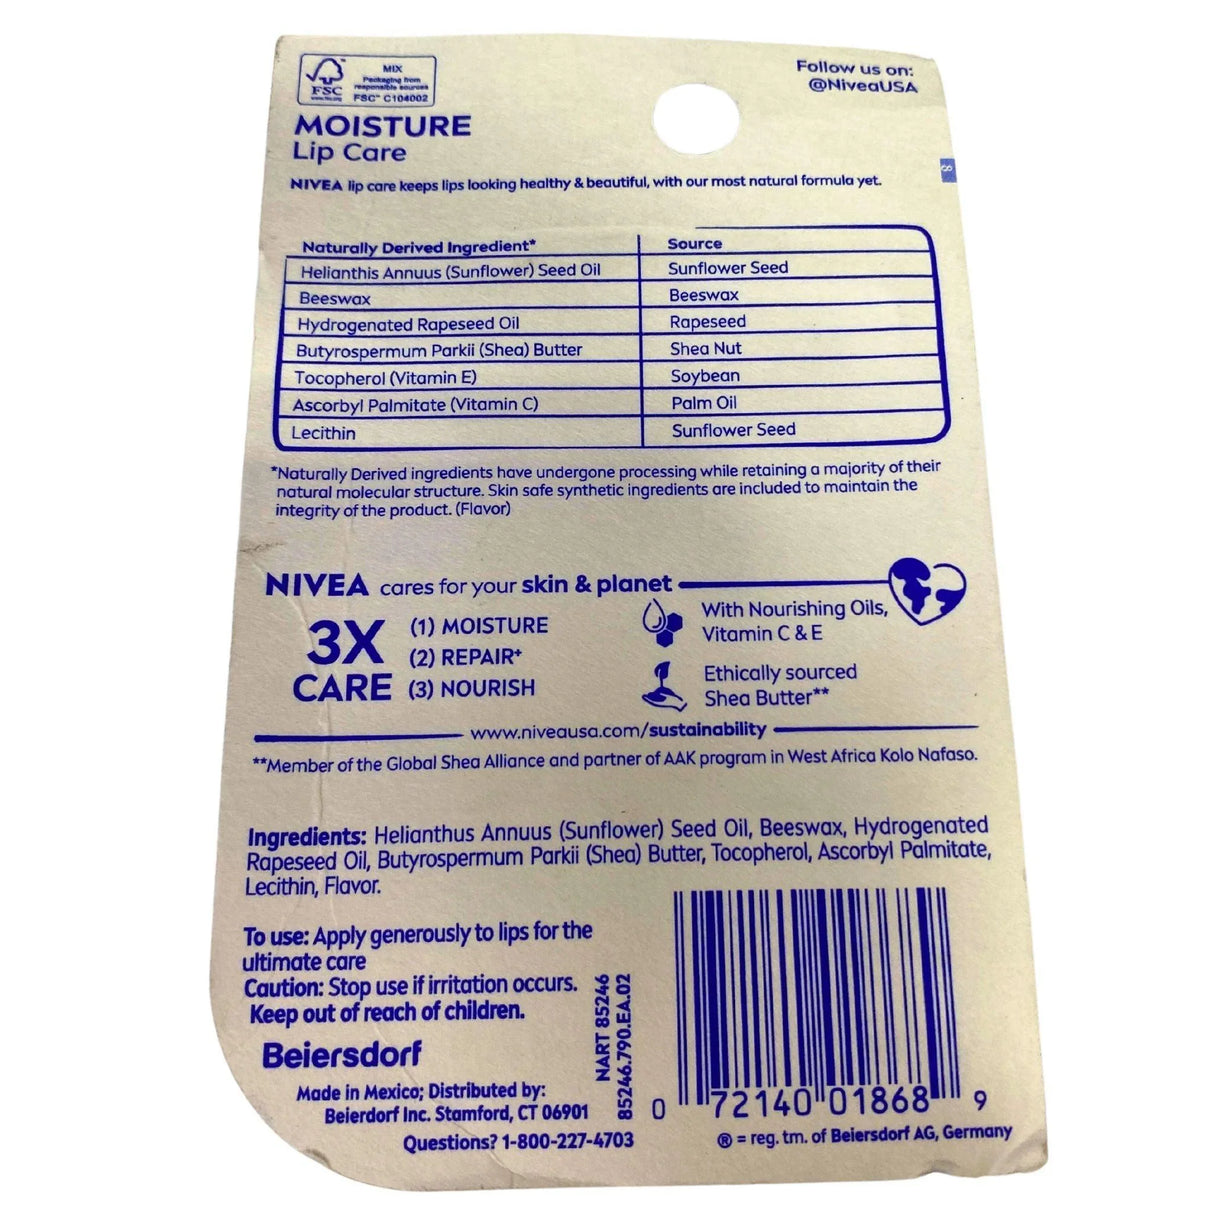 MIX
Packaging from
responsible sources
FSC™ C104002
FSC
www.fsc.org
Follow us on:
@NiveaUSA
MOISTURE
Lip Care
8
NIVEA lip care keeps lips looking healthy & beautiful, with our most natural formula yet.
Naturally Derived Ingredient* Source
Helianthis Annuus (Sunflower) Seed Oil Sunflower Seed
Beeswax Beeswax
Hydrogenated Rapeseed Oil Rapeseed
Butyrospermum Parkii (Shea) Butter Shea Nut
Tocopherol (Vitamin E) Soybean
Ascorbyl Palmitate (Vitamin C) Palm Oil
Lecithin Sunflower Seed
*Naturally Derived ingredients have undergone processing while retaining a majority of their
natural molecular structure. Skin safe synthetic ingredients are included to maintain the
integrity of the product. (Flavor)
NIVEA cares for your skin & planet
3X
CARE
(1) MOISTURE
(2) REPAIR⁺
(3) NOURISH
With Nourishing Oils,
Vitamin C & E
Ethically sourced
Shea Butter**
www.niveausa.com/sustainability
**Member of the Global Shea Alliance and partner of AAK program in West Africa Kolo Nafaso.
Ingredients: Helianthus Annuus (Sunflower) Seed Oil, Beeswax, Hydrogenated
Rapeseed Oil, Butyrospermum Parkii (Shea) Butter, Tocopherol, Ascorbyl Palmitate,
Lecithin, Flavor.
To use: Apply generously to lips for the
ultimate care
Caution: Stop use if irritation occurs.
Keep out of reach of children.
Beiersdorf
Made in Mexico; Distributed by:
Beierdorf Inc. Stamford, CT 06901
Questions? 1-800-227-4703
NART 85246
85246.790.EA.02
0 72140 01868 9
® = reg. tm. of Beiersdorf AG, Germany